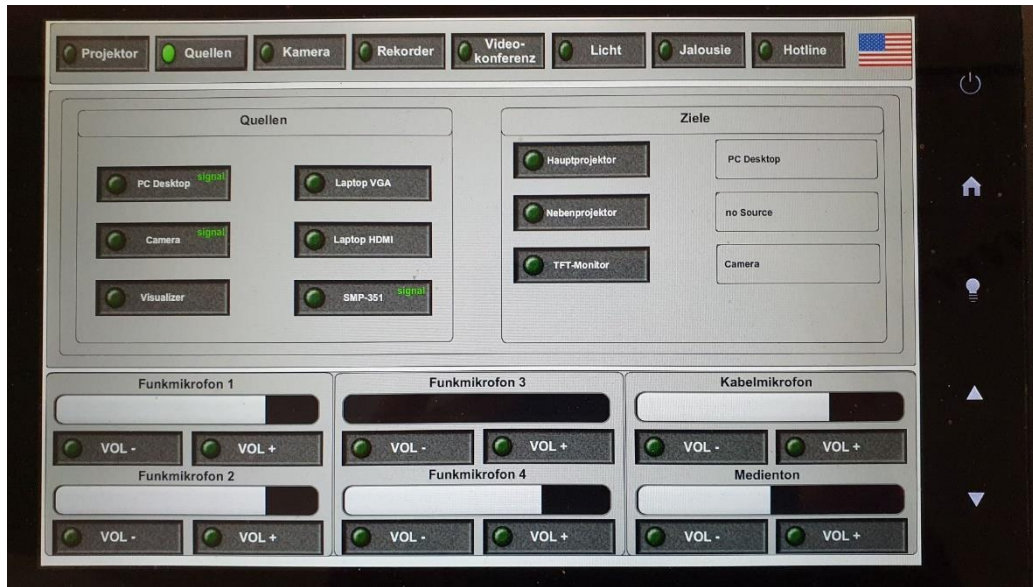 Projektor
Quellen
Kamera
Rekorder
Video-
konferenz
Licht
Jalousie
Hotline
Quellen
PC Desktop signal
Laptop VGA
Camera signal
Laptop HDMI
Visualizer
SMP-351 signal
Ziele
Hauptprojektor
PC Desktop
Nebenprojektor
no Source
TFT-Monitor
Camera
Funkmikrofon 1
VOL - VOL +
Funkmikrofon 2
VOL - VOL +
Funkmikrofon 3
VOL - VOL +
Funkmikrofon 4
VOL - VOL +
Kabelmikrofon
VOL - VOL +
Medienton
VOL - VOL +